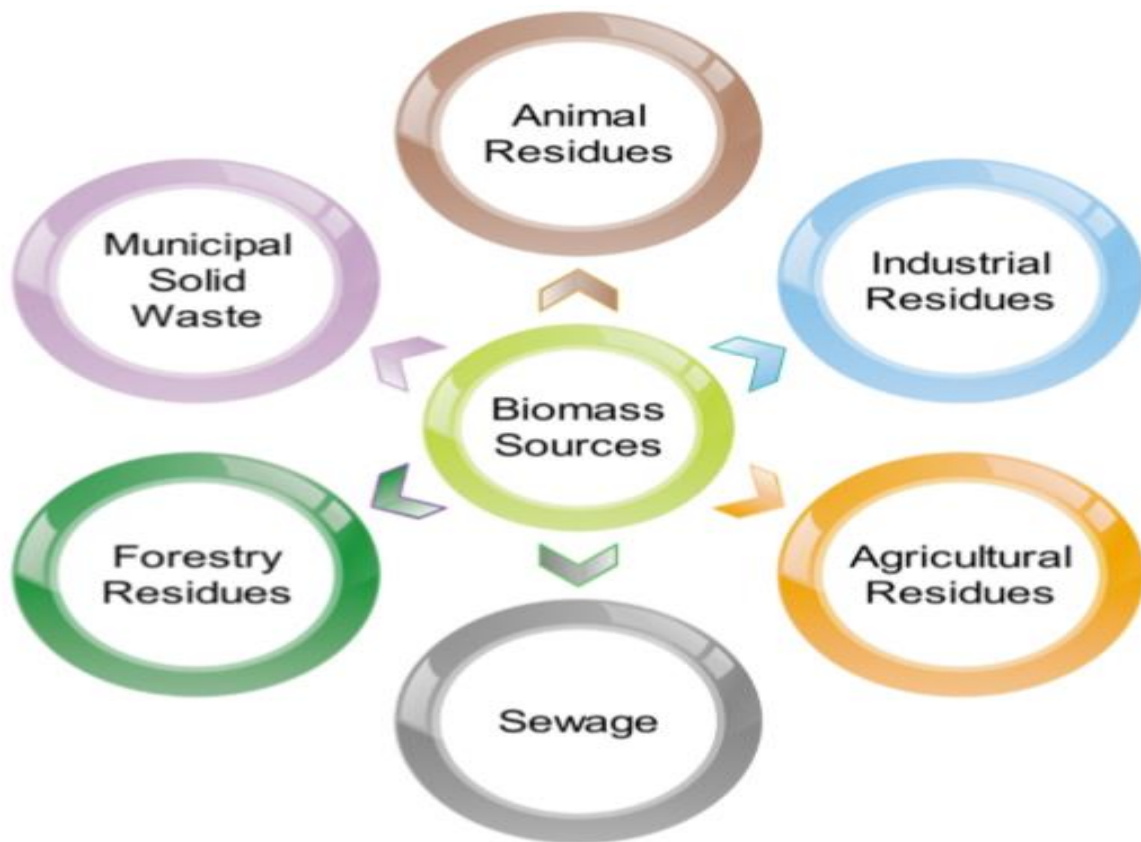 Animal
Residues
Municipal
Solid
Waste
Industrial
Residues
Biomass
Sources
Forestry
Residues
Agricultural
Residues
Sewage